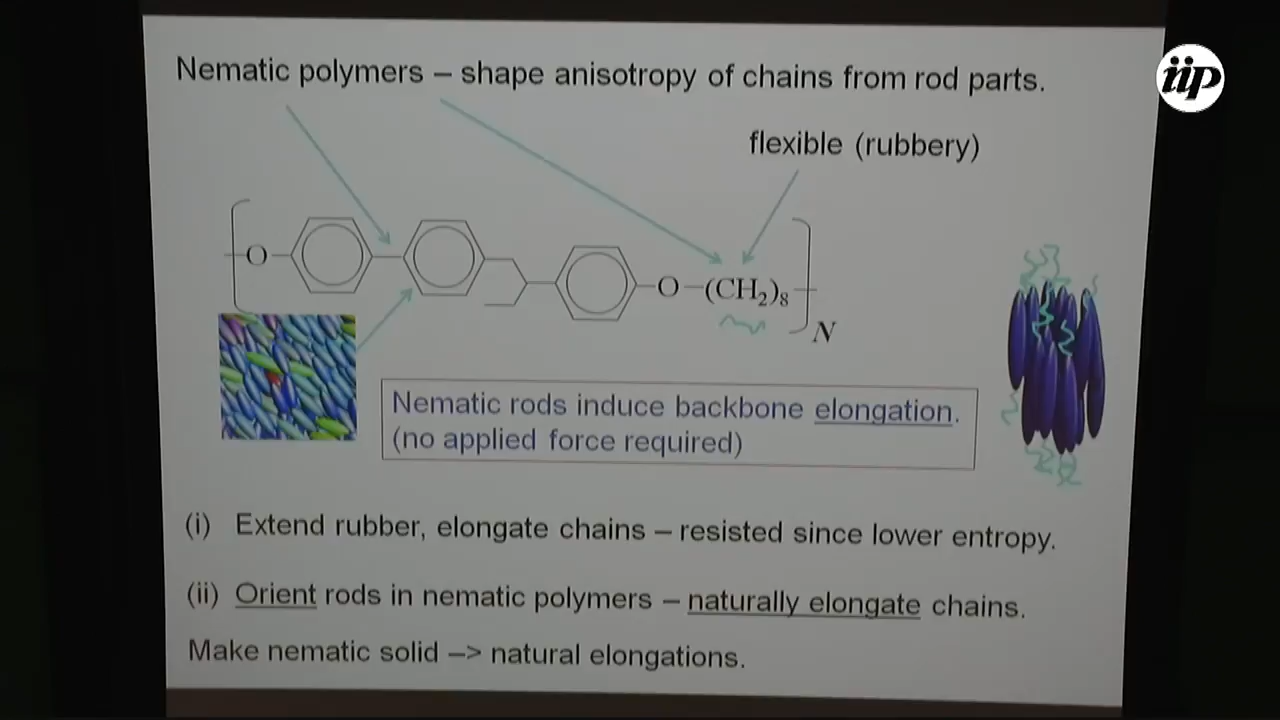 Nematic polymers – shape anisotropy of chains from rod parts.
iip
flexible (rubbery)
O
O
(CH₂)₈
N
Nematic rods induce backbone elongation.
(no applied force required)
(i) Extend rubber, elongate chains – resisted since lower entropy.
(ii) Orient rods in nematic polymers – naturally elongate chains.
Make nematic solid –> natural elongations.